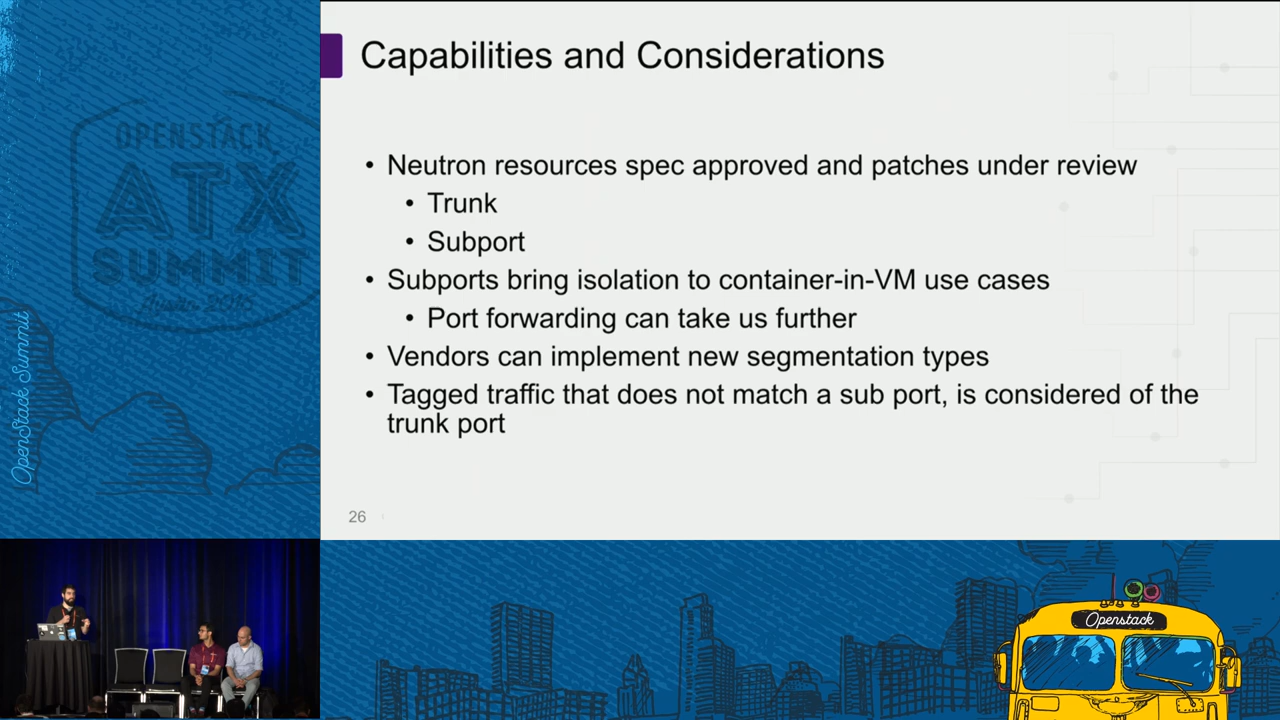 Capabilities and Considerations
• Neutron resources spec approved and patches under review
• Trunk
• Subport
• Subports bring isolation to container-in-VM use cases
• Port forwarding can take us further
• Vendors can implement new segmentation types
• Tagged traffic that does not match a sub port, is considered of the
trunk port
26
OPENSTACK
ATX
SUMMIT
Austin 2016
OpenStack Summit
Openstack